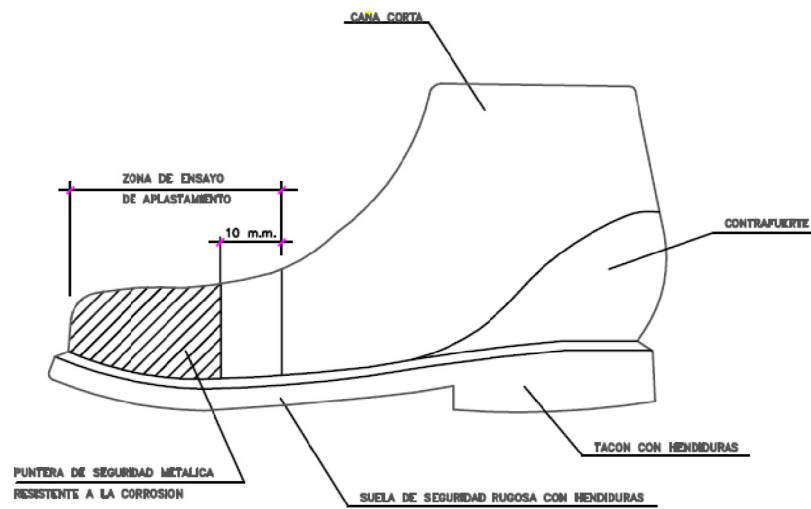 CAÑA CORTA
ZONA DE ENSAYO
DE APLASTAMIENTO
10 m.m.
CONTRAFUERTE
TACON CON HENDIDURAS
PUNTERA DE SEGURIDAD METALICA
RESISTENTE A LA CORROSION
SUELA DE SEGURIDAD RUGOSA CON HENDIDURAS